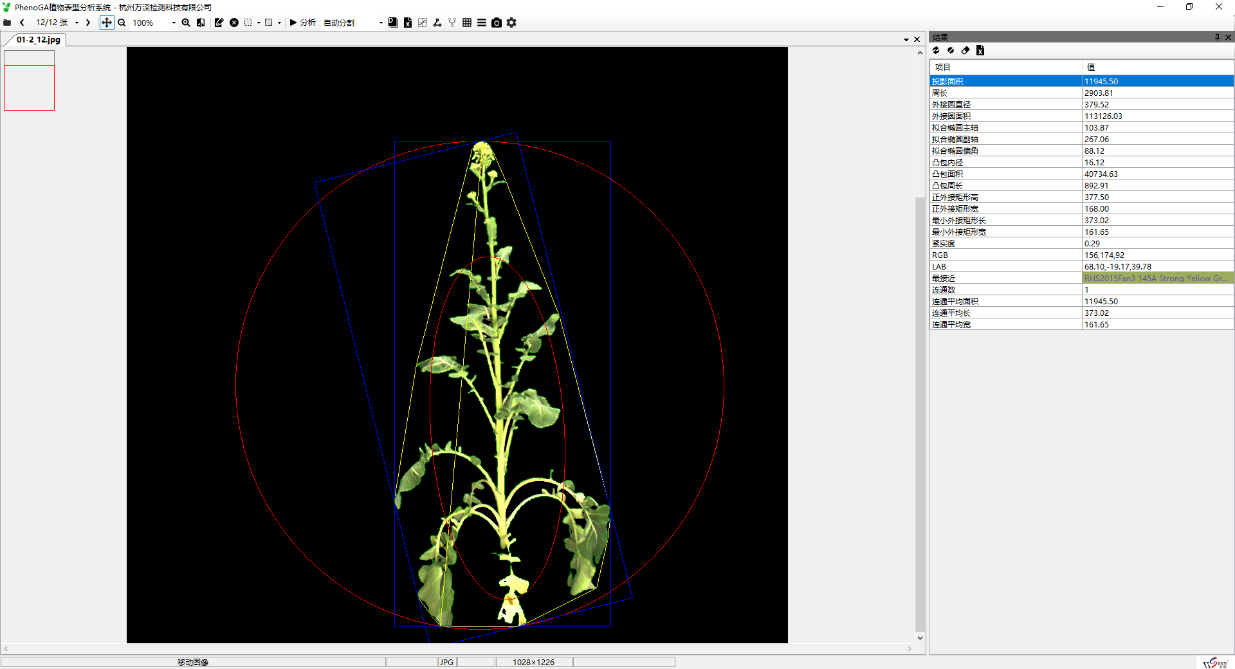 PhenoGA植物表型分析系统 - 杭州万深检测科技有限公司
12/12 张 100% 分析 自动分割
01-2_12.jpg
结果
项目 值
投影面积 11945.50
周长 2903.81
外接圆直径 379.52
外接圆面积 113126.03
拟合椭圆主轴 103.87
拟合椭圆副轴 267.06
拟合椭圆偏角 88.12
凸包内径 16.12
凸包面积 40734.63
凸包周长 892.91
正外接矩形高 377.50
正外接矩形宽 168.00
最小外接矩形长 373.02
最小外接矩形宽 161.65
紧实度 0.29
RGB 156,174,92
LAB 68.10,-19.17,39.78
最接近 RHS2015Fan3 145A Strong Yellow Gr...
连通数 1
连通平均面积 11945.50
连通平均长 373.02
连通平均宽 161.65
移动图像 JPG 1028×1226